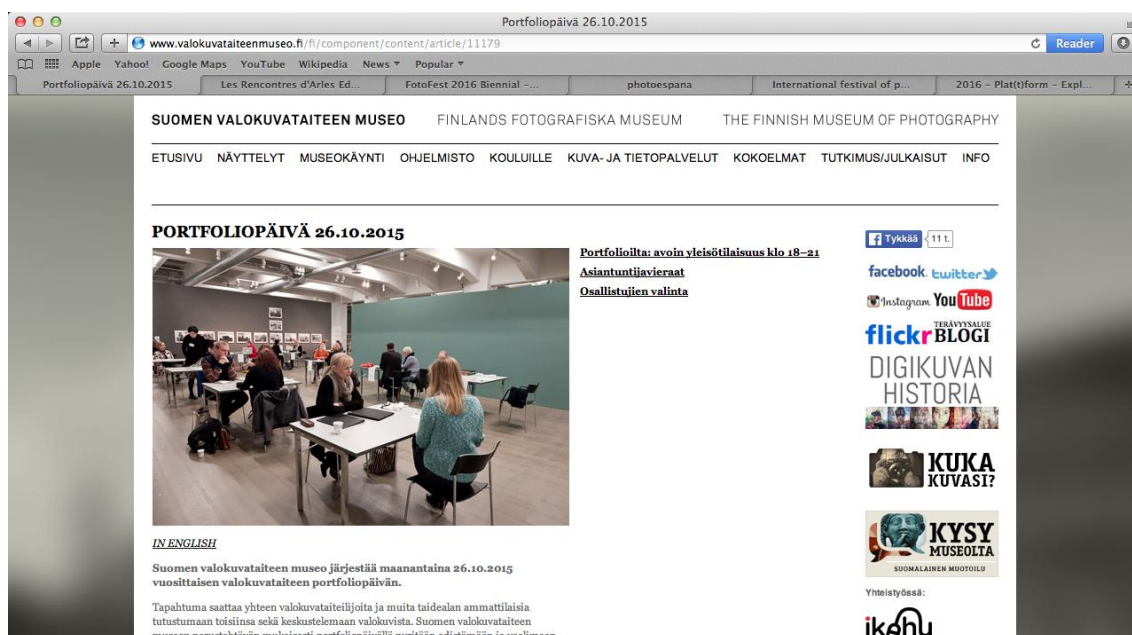 Portfoliopäivä 26.10.2015
www.valokuvataiteenmuseo.fi/fi/component/content/article/11179
Reader
Apple Yahoo! Google Maps YouTube Wikipedia News Popular
Portfoliopäivä 26.10.2015 Les Rencontres d'Arles Ed... FotoFest 2016 Biennial –... photoespana International festival of p... 2016 – Plat(t)form – Expl...
SUOMEN VALOKUVATAITEEN MUSEO FINLANDS FOTOGRAFISKA MUSEUM THE FINNISH MUSEUM OF PHOTOGRAPHY
ETUSIVU NÄYTTELYT MUSEOKÄYNTI OHJELMISTO KOULUILLE KUVA- JA TIETOPALVELUT KOKOELMAT TUTKIMUS/JULKAISUT INFO
PORTFOLIOPÄIVÄ 26.10.2015
Portfolioilta: avoin yleisötilaisuus klo 18–21
Asiantuntijavieraat
Osallistujien valinta
IN ENGLISH
Suomen valokuvataiteen museo järjestää maanantaina 26.10.2015
vuosittaisen valokuvataiteen portfoliopäivän.
Tapahtuma saattaa yhteen valokuvataiteilijoita ja muita taidealan ammattilaisia
tutustumaan toisiinsa sekä keskustelemaan valokuvista. Suomen valokuvataiteen
Tykkää 11 t.
facebook twitter
Instagram YouTube
flickr TERÄVYYSALUE
BLOGI
DIGIKUVAN
HISTORIA
KUKA
KUVASI?
KYSY
MUSEOLTA
SUOMALAINEN MUOTOILU
Yhteistyössä:
ikahu